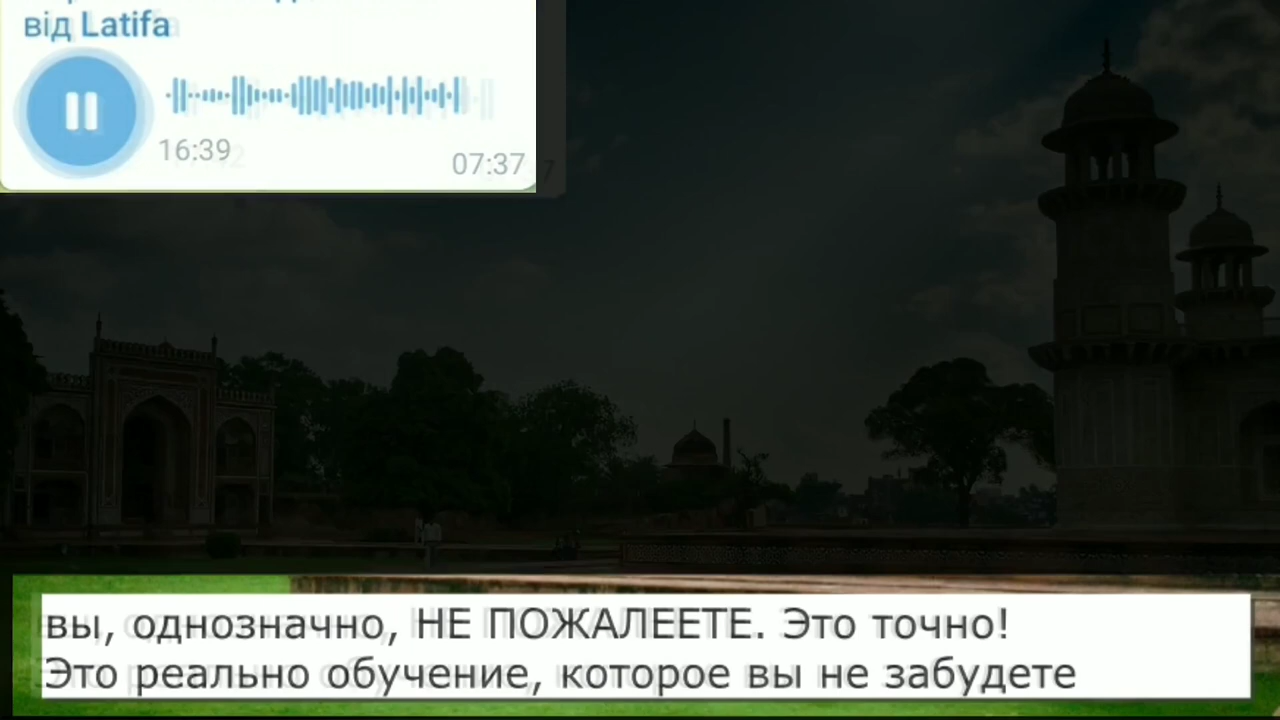 від Latifa
16:39
07:37
вы, однозначно, НЕ ПОЖАЛЕЕТЕ. Это точно!
Это реально обучение, которое вы не забудете